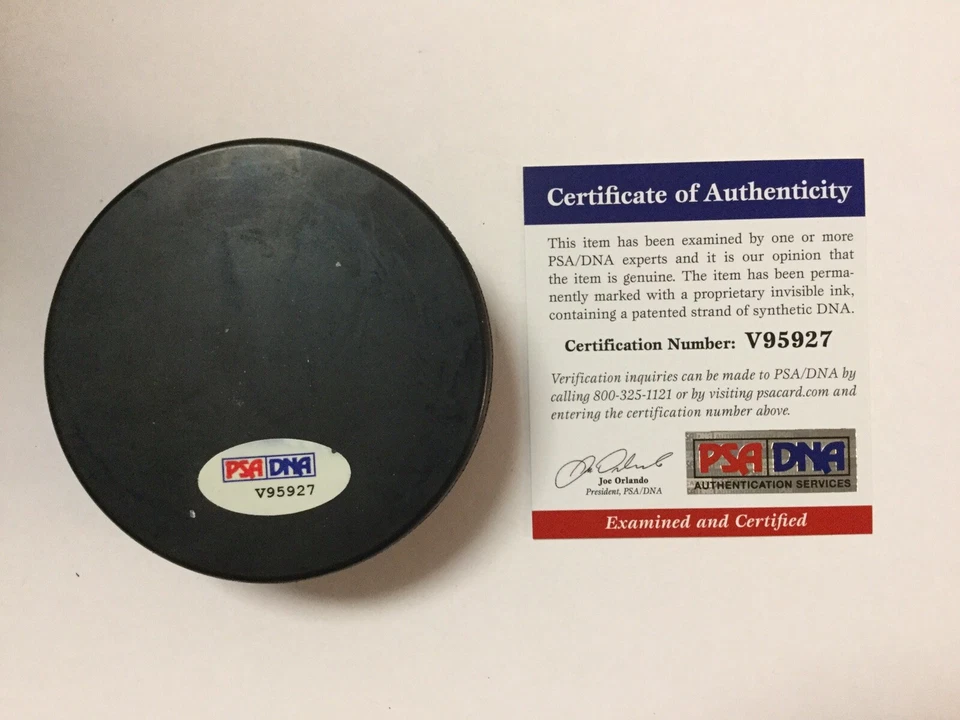 PSA DNA
V95927
Certificate of Authenticity
This item has been examined by one or more
PSA/DNA experts and it is our opinion that
the item is genuine. The item has been perma-
nently marked with a proprietary invisible ink,
containing a patented strand of synthetic DNA.
Certification Number: V95927
Verification inquiries can be made to PSA/DNA by
calling 800-325-1121 or by visiting psacard.com and
entering the certification number above.
Joe Orlando
President, PSA/DNA
PSA DNA
AUTHENTICATION SERVICES
Examined and Certified